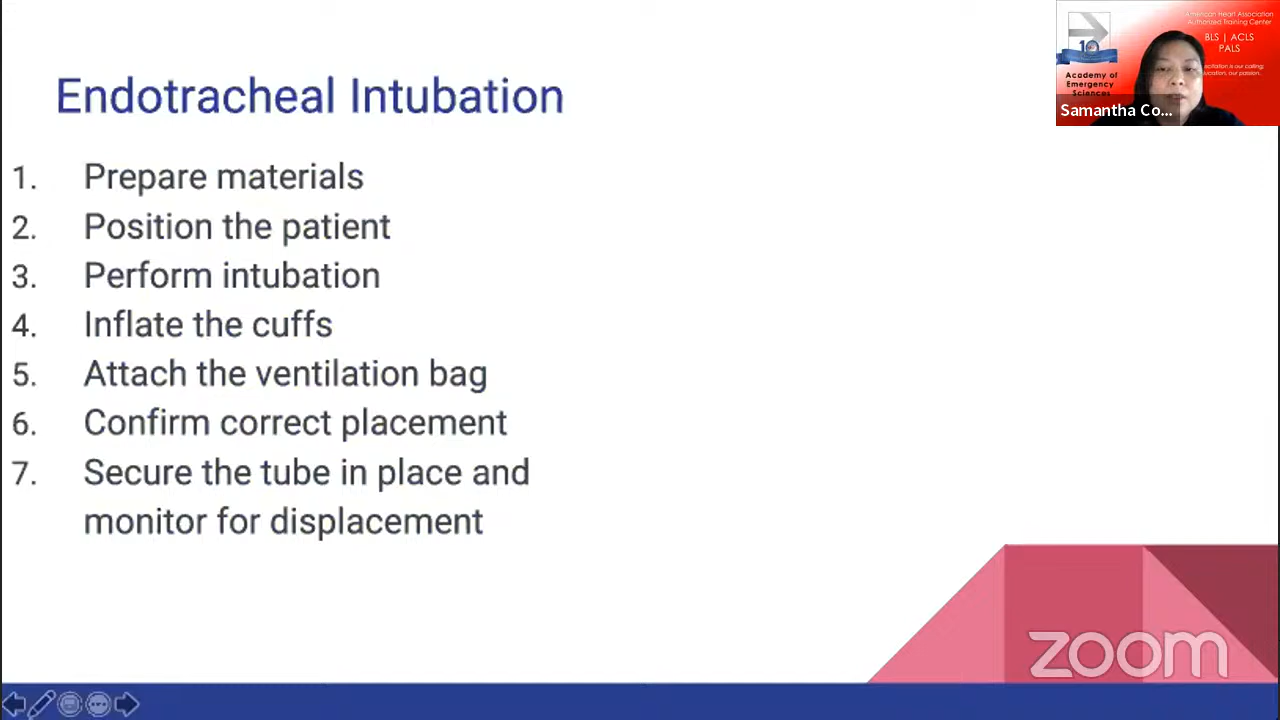 Endotracheal Intubation
1. Prepare materials
2. Position the patient
3. Perform intubation
4. Inflate the cuffs
5. Attach the ventilation bag
6. Confirm correct placement
7. Secure the tube in place and
monitor for displacement
American Heart Association
Authorized Training Center
BLS | ACLS
PALS
Academy of
Emergency
Sciences
Samantha Co...
zoom